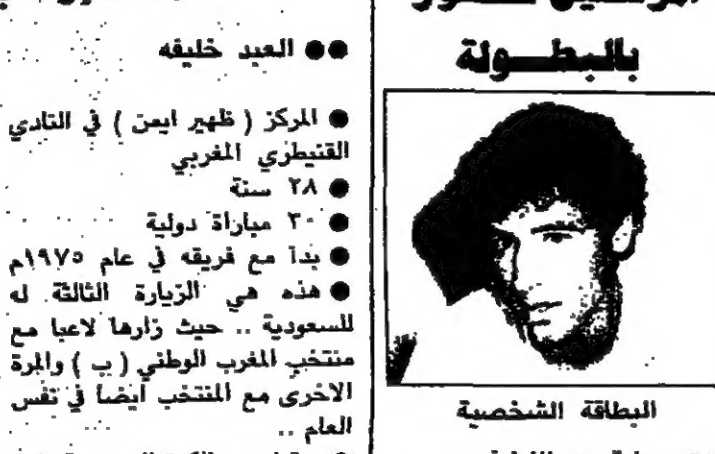 بالبطولة
البطاقة الشخصية
●● العبد خليفه
● المركز ( ظهير ايمن ) في النادي
القنيطري المغربي
● ٢٨ سنة
● ٣٠ مباراة دولية
● بدأ مع فريقه في عام ١٩٧٥م
● هذه هي الزيارة الثالثة له
للسعودية .. حيث زارها لاعبا مع
منتخب المغرب الوطني ( ب ) والمرة
الاخرى مع المنتخب أيضاً في نفس
العام ..